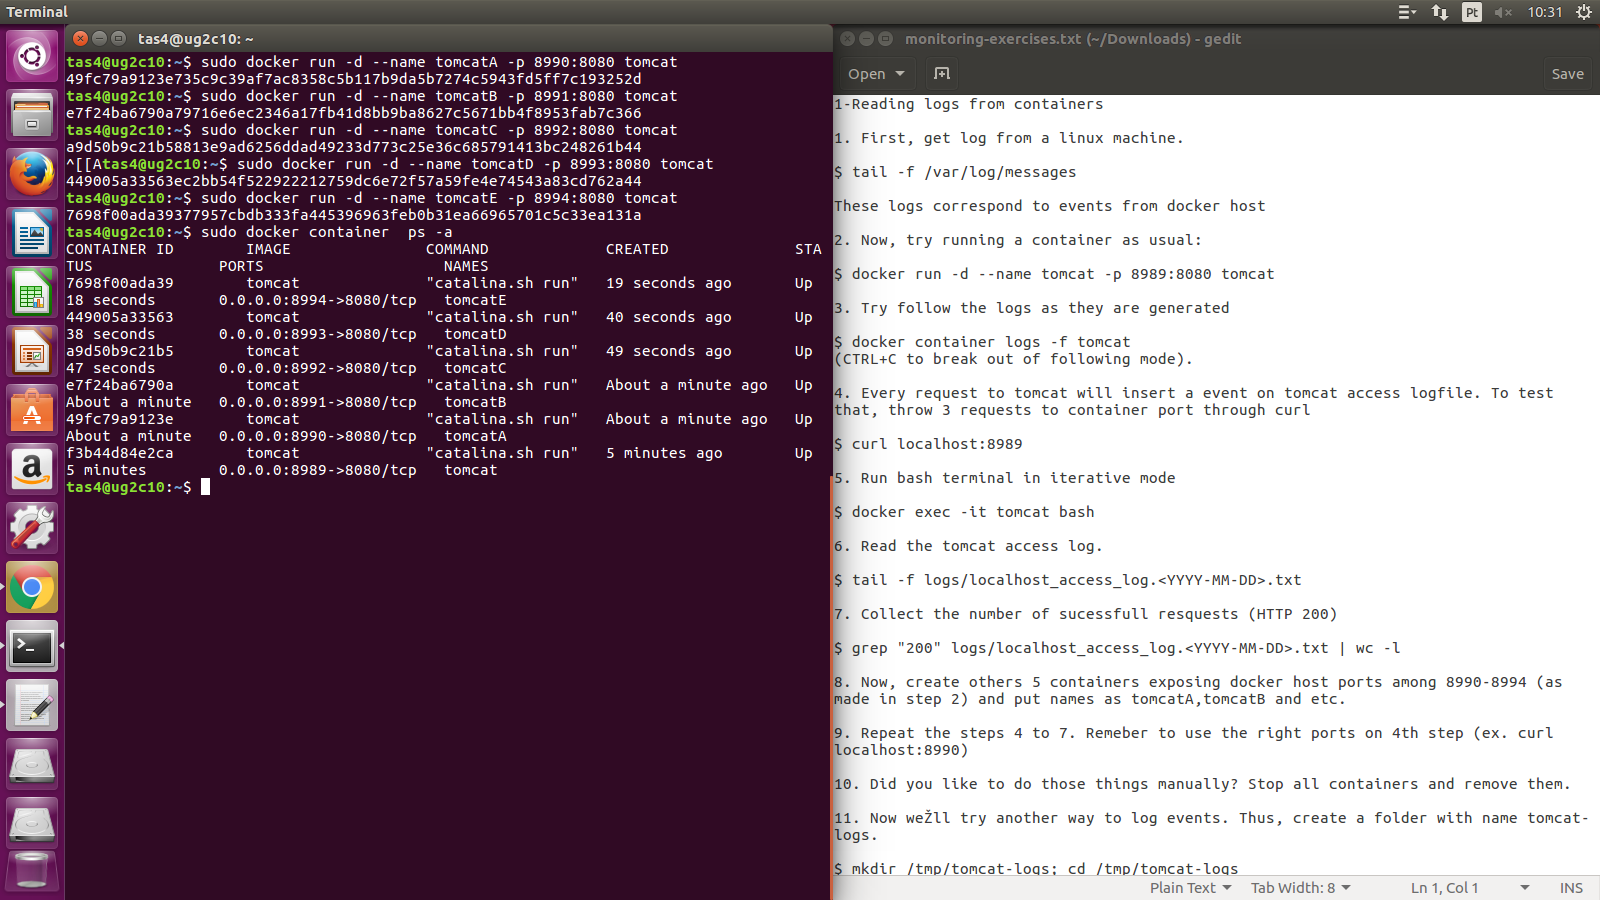 Terminal
Pt
10:31
tas4@ug2c10: ~
tas4@ug2c10:~$ sudo docker run -d --name tomcatA -p 8990:8080 tomcat
49fc79a9123e735c9c39af7ac8358c5b117b9da5b7274c5943fd5ff7c193252d
tas4@ug2c10:~$ sudo docker run -d --name tomcatB -p 8991:8080 tomcat
e7f24ba6790a79716e6ec2346a17fb41d8bb9ba8627c5671bb4f8953fab7c366
tas4@ug2c10:~$ sudo docker run -d --name tomcatC -p 8992:8080 tomcat
a9d50b9c21b58813e9ad6256ddad49233d773c25e36c685791413bc248261b44
^[[Atas4@ug2c10:~$ sudo docker run -d --name tomcatD -p 8993:8080 tomcat
449005a33563ec2bb54f522922212759dc6e72f57a59fe4e74543a83cd762a44
tas4@ug2c10:~$ sudo docker run -d --name tomcatE -p 8994:8080 tomcat
7698f00ada39377957cbdb333fa445396963feb0b31ea66965701c5c33ea131a
tas4@ug2c10:~$ sudo docker container  ps -a
CONTAINER ID        IMAGE               COMMAND             CREATED              STA
TUS              PORTS                    NAMES
7698f00ada39        tomcat              "catalina.sh run"   19 seconds ago       Up
18 seconds       0.0.0.0:8994->8080/tcp   tomcatE
449005a33563        tomcat              "catalina.sh run"   40 seconds ago       Up
38 seconds       0.0.0.0:8993->8080/tcp   tomcatD
a9d50b9c21b5        tomcat              "catalina.sh run"   49 seconds ago       Up
47 seconds       0.0.0.0:8992->8080/tcp   tomcatC
e7f24ba6790a        tomcat              "catalina.sh run"   About a minute ago   Up
About a minute   0.0.0.0:8991->8080/tcp   tomcatB
49fc79a9123e        tomcat              "catalina.sh run"   About a minute ago   Up
About a minute   0.0.0.0:8990->8080/tcp   tomcatA
f3b44d84e2ca        tomcat              "catalina.sh run"   5 minutes ago        Up
5 minutes        0.0.0.0:8989->8080/tcp   tomcat
tas4@ug2c10:~$
monitoring-exercises.txt (~/Downloads) - gedit
Open
Save
1-Reading logs from containers
1. First, get log from a linux machine.
$ tail -f /var/log/messages
These logs correspond to events from docker host
2. Now, try running a container as usual:
$ docker run -d --name tomcat -p 8989:8080 tomcat
3. Try follow the logs as they are generated
$ docker container logs -f tomcat
(CTRL+C to break out of following mode).
4. Every request to tomcat will insert a event on tomcat access logfile. To test
that, throw 3 requests to container port through curl
$ curl localhost:8989
5. Run bash terminal in iterative mode
$ docker exec -it tomcat bash
6. Read the tomcat access log.
$ tail -f logs/localhost_access_log.<YYYY-MM-DD>.txt
7. Collect the number of sucessfull resquests (HTTP 200)
$ grep "200" logs/localhost_access_log.<YYYY-MM-DD>.txt | wc -l
8. Now, create others 5 containers exposing docker host ports among 8990-8994 (as
made in step 2) and put names as tomcatA,tomcatB and etc.
9. Repeat the steps 4 to 7. Remeber to use the right ports on 4th step (ex. curl
localhost:8990)
10. Did you like to do those things manually? Stop all containers and remove them.
11. Now weŽll try another way to log events. Thus, create a folder with name tomcat-
logs.
$ mkdir /tmp/tomcat-logs; cd /tmp/tomcat-logs
Plain Text
Tab Width: 8
Ln 1, Col 1
INS